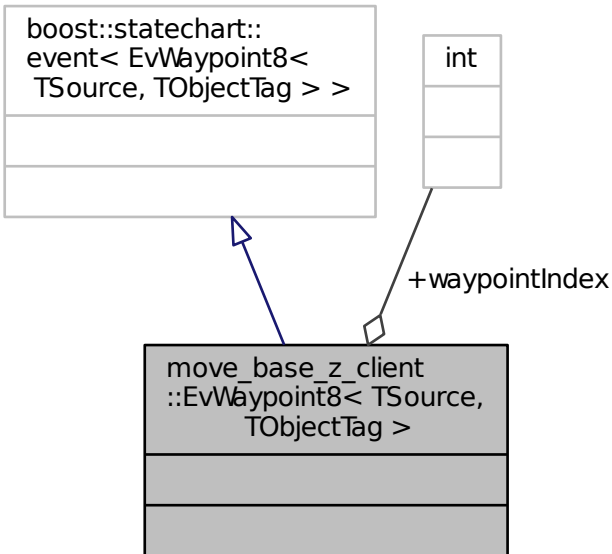 boost::statechart::
event< EvWaypoint8<
TSource, TObjectTag > >
int
+waypointIndex
move_base_z_client
::EvWaypoint8< TSource,
TObjectTag >